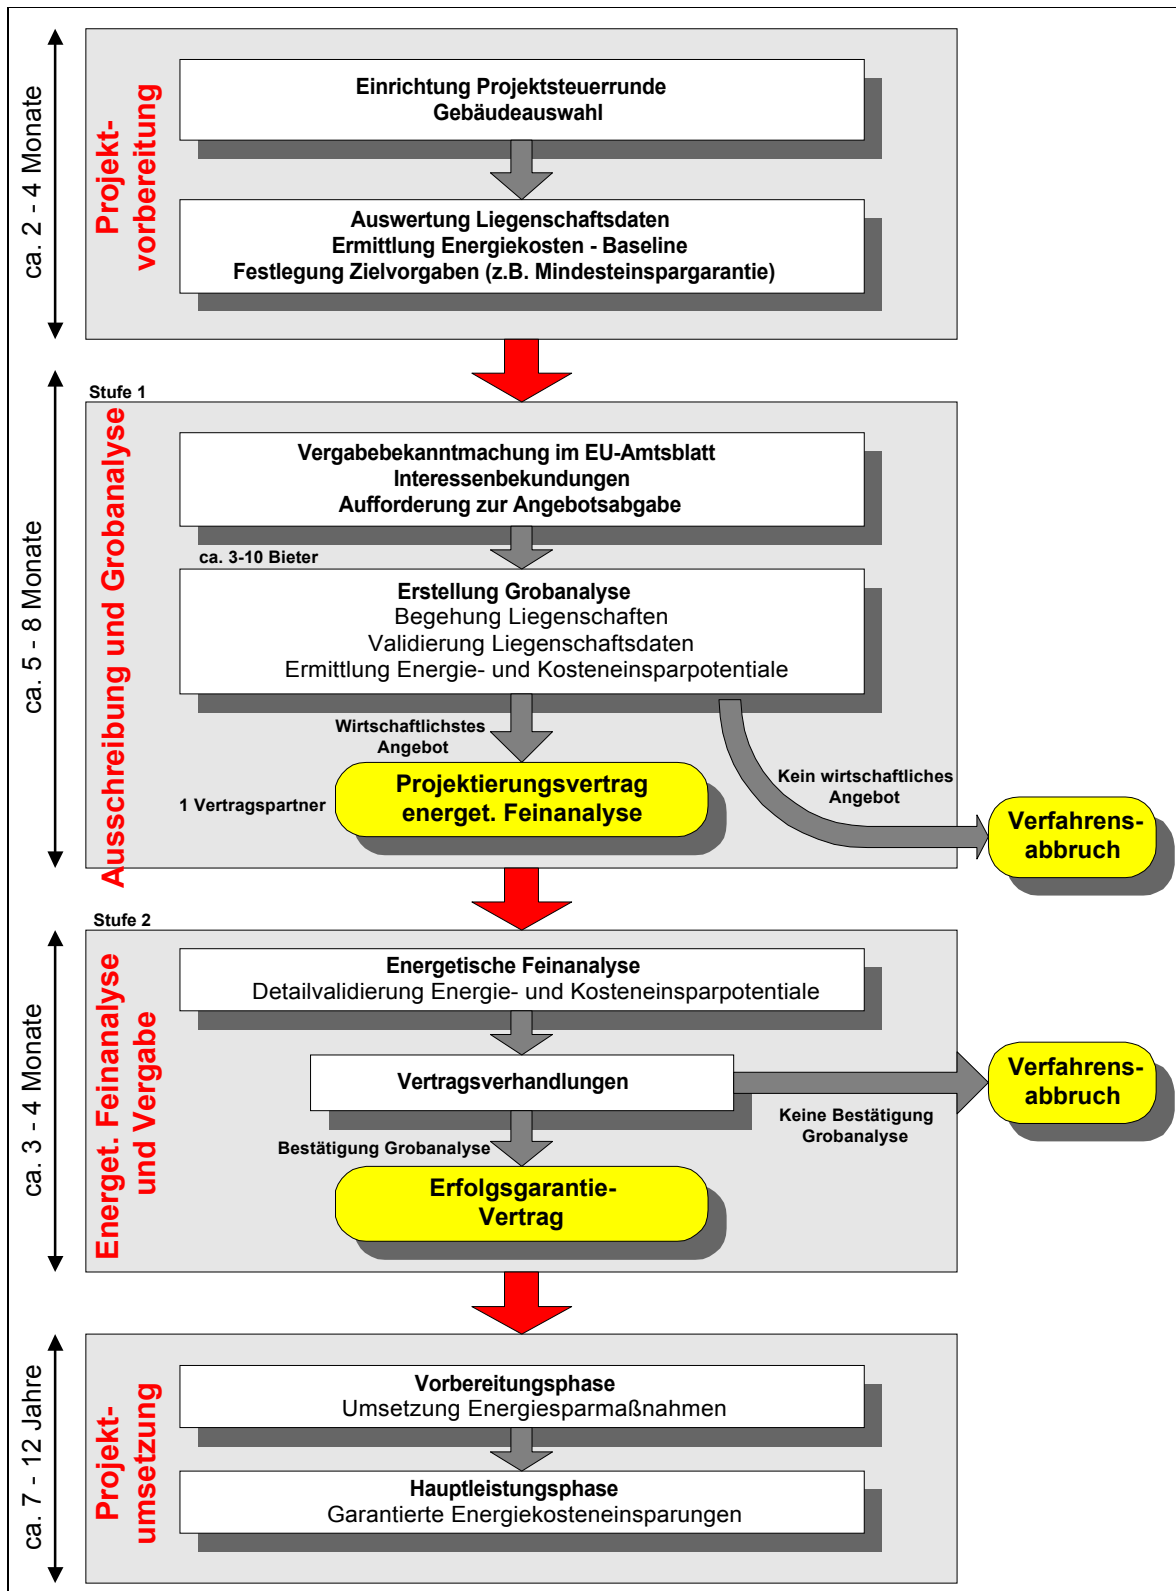 ca. 2 - 4 Monate
Projekt-
vorbereitung
Einrichtung Projektsteuerrunde
Gebäudeauswahl
Auswertung Liegenschaftsdaten
Ermittlung Energiekosten - Baseline
Festlegung Zielvorgaben (z.B. Mindesteinspargarantie)
ca. 5 - 8 Monate
Stufe 1
Ausschreibung und Grobanalyse
Vergabebekanntmachung im EU-Amtsblatt
Interessenbekundungen
Aufforderung zur Angebotsabgabe
ca. 3-10 Bieter
Erstellung Grobanalyse
Begehung Liegenschaften
Validierung Liegenschaftsdaten
Ermittlung Energie- und Kosteneinsparpotentiale
Wirtschaftlichstes
Angebot
Kein wirtschaftliches
Angebot
1 Vertragspartner
Projektierungsvertrag
energet. Feinanalyse
Verfahrens-
abbruch
ca. 3 - 4 Monate
Stufe 2
Energet. Feinanalyse
und Vergabe
Energetische Feinanalyse
Detailvalidierung Energie- und Kosteneinsparpotentiale
Vertragsverhandlungen
Verfahrens-
abbruch
Keine Bestätigung
Grobanalyse
Bestätigung Grobanalyse
Erfolgsgarantie-
Vertrag
ca. 7 - 12 Jahre
Projekt-
umsetzung
Vorbereitungsphase
Umsetzung Energiesparmaßnahmen
Hauptleistungsphase
Garantierte Energiekosteneinsparungen